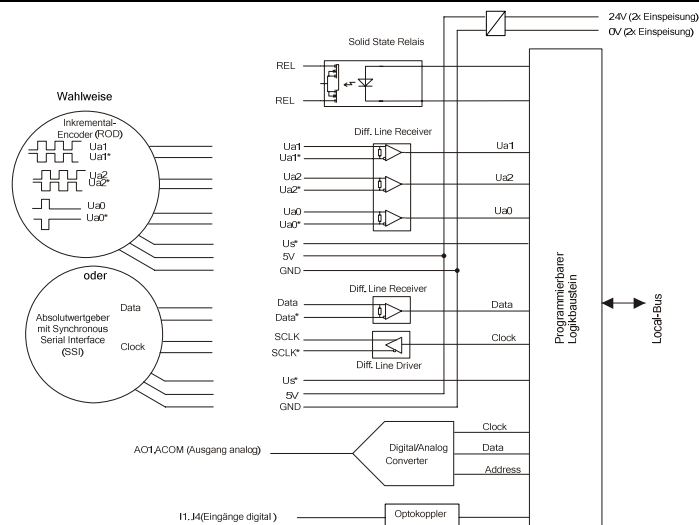 24V (2x Einspeisung)
0V (2x Einspeisung)
Solid State Relais
REL
REL
Wahlweise
Inkremental-
Encoder (ROD)
Ua1
Ua1*
Ua2
Ua2*
Ua0
Ua0*
Diff. Line Receiver
Ua1
Ua1*
Ua1
Ua2
Ua2*
Ua2
Ua0
Ua0*
Ua0
Us*
5V
GND
oder
Absolutwertgeber
mit Synchronous
Serial Interface
(SSI)
Data
Clock
Diff. Line Receiver
Data
Data*
Data
SCLK
SCLK*
Clock
Diff. Line Driver
Us*
5V
GND
Programmierbarer
Logikbaustein
Local-Bus
AO1,ACOM (Ausgang analog)
Digital/Analog
Converter
Clock
Data
Address
I1..I4(Eingänge digital )
Optokoppler